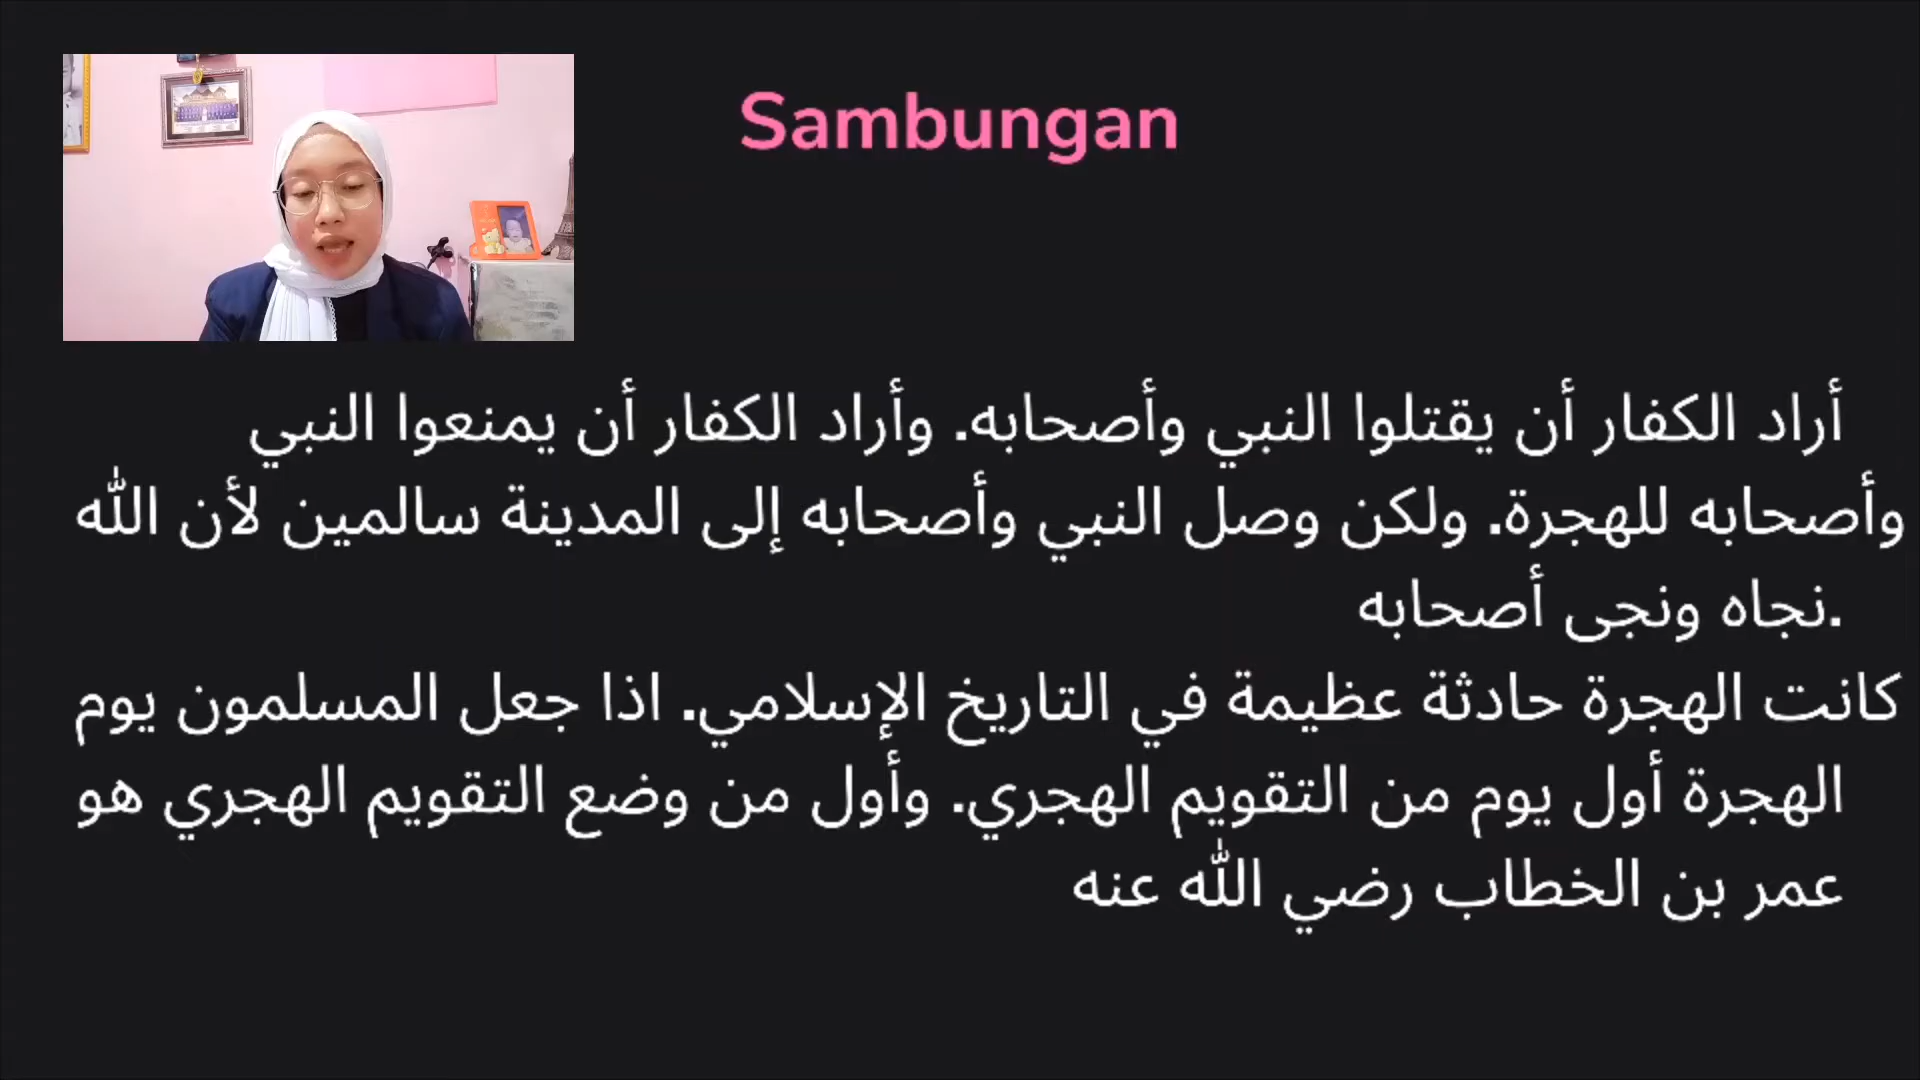 Sambungan
أراد الكفار أن يقتلوا النبي وأصحابه. وأراد الكفار أن يمنعوا النبي
وأصحابه للهجرة. ولكن وصل النبي وأصحابه إلى المدينة سالمين لأن الله
.نجاه ونجى أصحابه
كانت الهجرة حادثة عظيمة في التاريخ الإسلامي. اذا جعل المسلمون يوم
الهجرة أول يوم من التقويم الهجري. وأول من وضع التقويم الهجري هو
عمر بن الخطاب رضي الله عنه